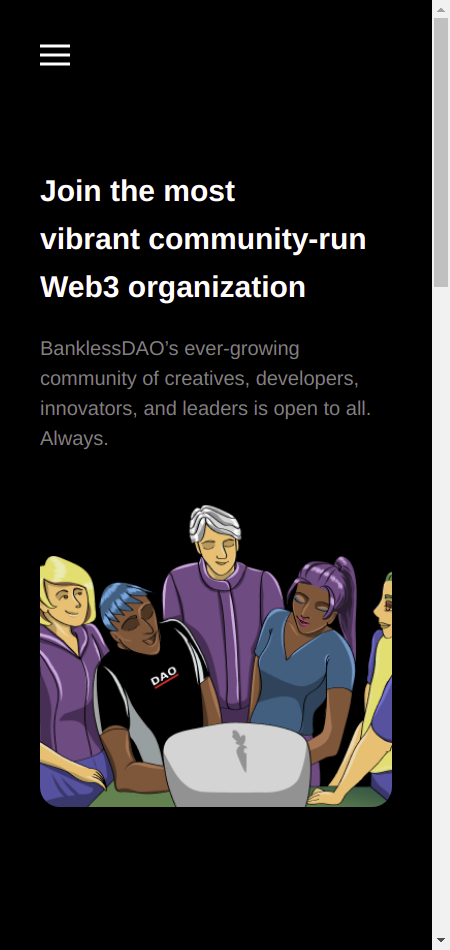 Join the most
vibrant community-run
Web3 organization
BanklessDAO’s ever-growing
community of creatives, developers,
innovators, and leaders is open to all.
Always.
DAO